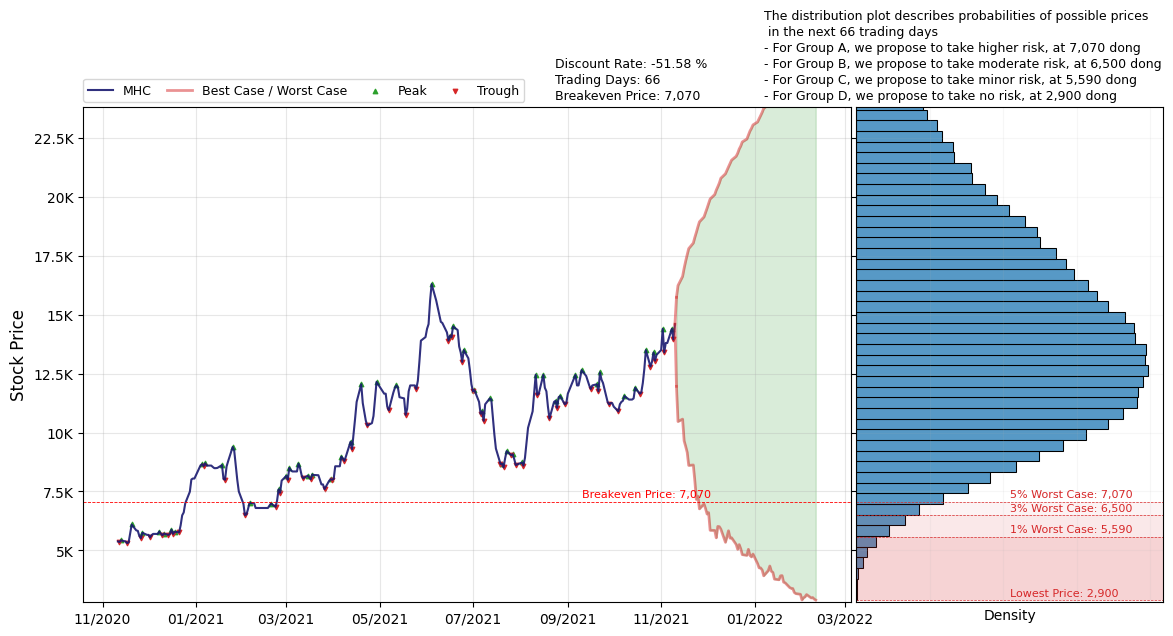 The distribution plot describes probabilities of possible prices
in the next 66 trading days
- For Group A, we propose to take higher risk, at 7,070 dong
- For Group B, we propose to take moderate risk, at 6,500 dong
- For Group C, we propose to take minor risk, at 5,590 dong
- For Group D, we propose to take no risk, at 2,900 dong
Discount Rate: -51.58 %
Trading Days: 66
Breakeven Price: 7,070
MHC
Best Case / Worst Case
Peak
Trough
Stock Price
22.5K
20K
17.5K
15K
12.5K
10K
7.5K
5K
Breakeven Price: 7,070
5% Worst Case: 7,070
3% Worst Case: 6,500
1% Worst Case: 5,590
Lowest Price: 2,900
11/2020
01/2021
03/2021
05/2021
07/2021
09/2021
11/2021
01/2022
03/2022
Density